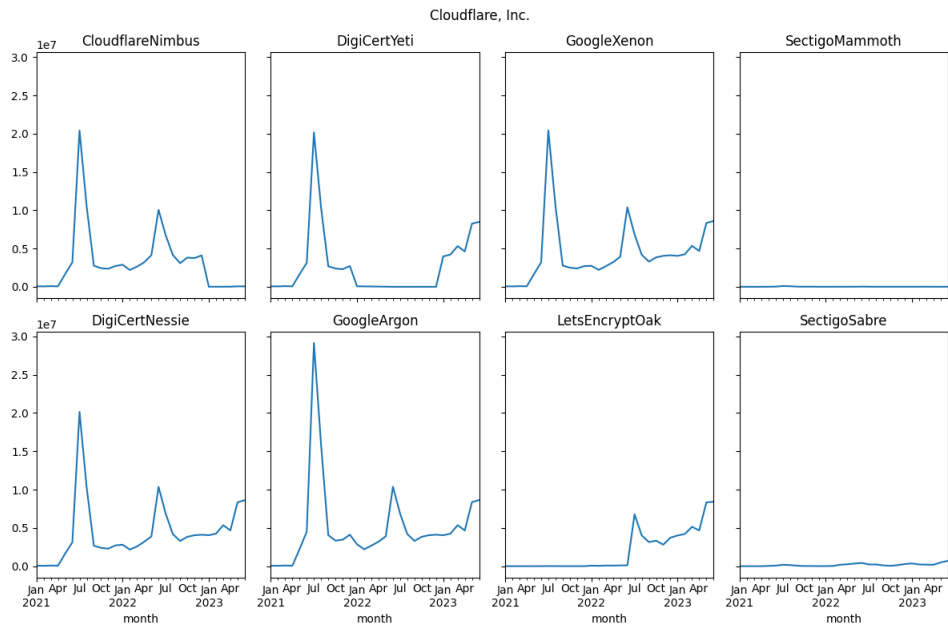 Cloudflare, Inc.
CloudflareNimbus
DigiCertYeti
GoogleXenon
SectigoMammoth
1e7
3.0
2.5
2.0
1.5
1.0
0.5
0.0
DigiCertNessie
GoogleArgon
LetsEncryptOak
SectigoSabre
1e7
3.0
2.5
2.0
1.5
1.0
0.5
0.0
Jan Apr Jul Oct Jan Apr Jul Oct Jan Apr
2021 2022 2023
month
Jan Apr Jul Oct Jan Apr Jul Oct Jan Apr
2021 2022 2023
month
Jan Apr Jul Oct Jan Apr Jul Oct Jan Apr
2021 2022 2023
month
Jan Apr Jul Oct Jan Apr Jul Oct Jan Apr
2021 2022 2023
month